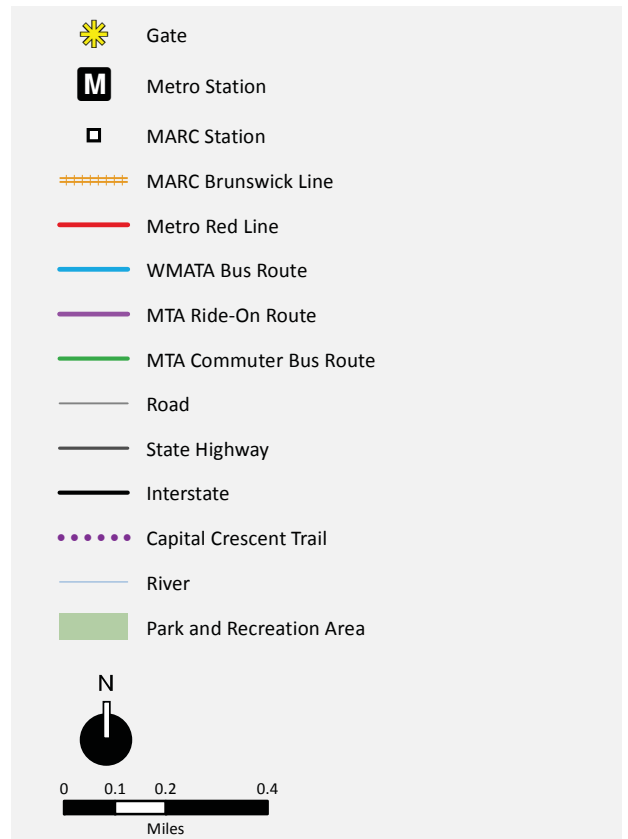 Gate
M
Metro Station
MARC Station
MARC Brunswick Line
Metro Red Line
WMATA Bus Route
MTA Ride-On Route
MTA Commuter Bus Route
Road
State Highway
Interstate
Capital Crescent Trail
River
Park and Recreation Area
N
0 0.1 0.2 0.4
Miles